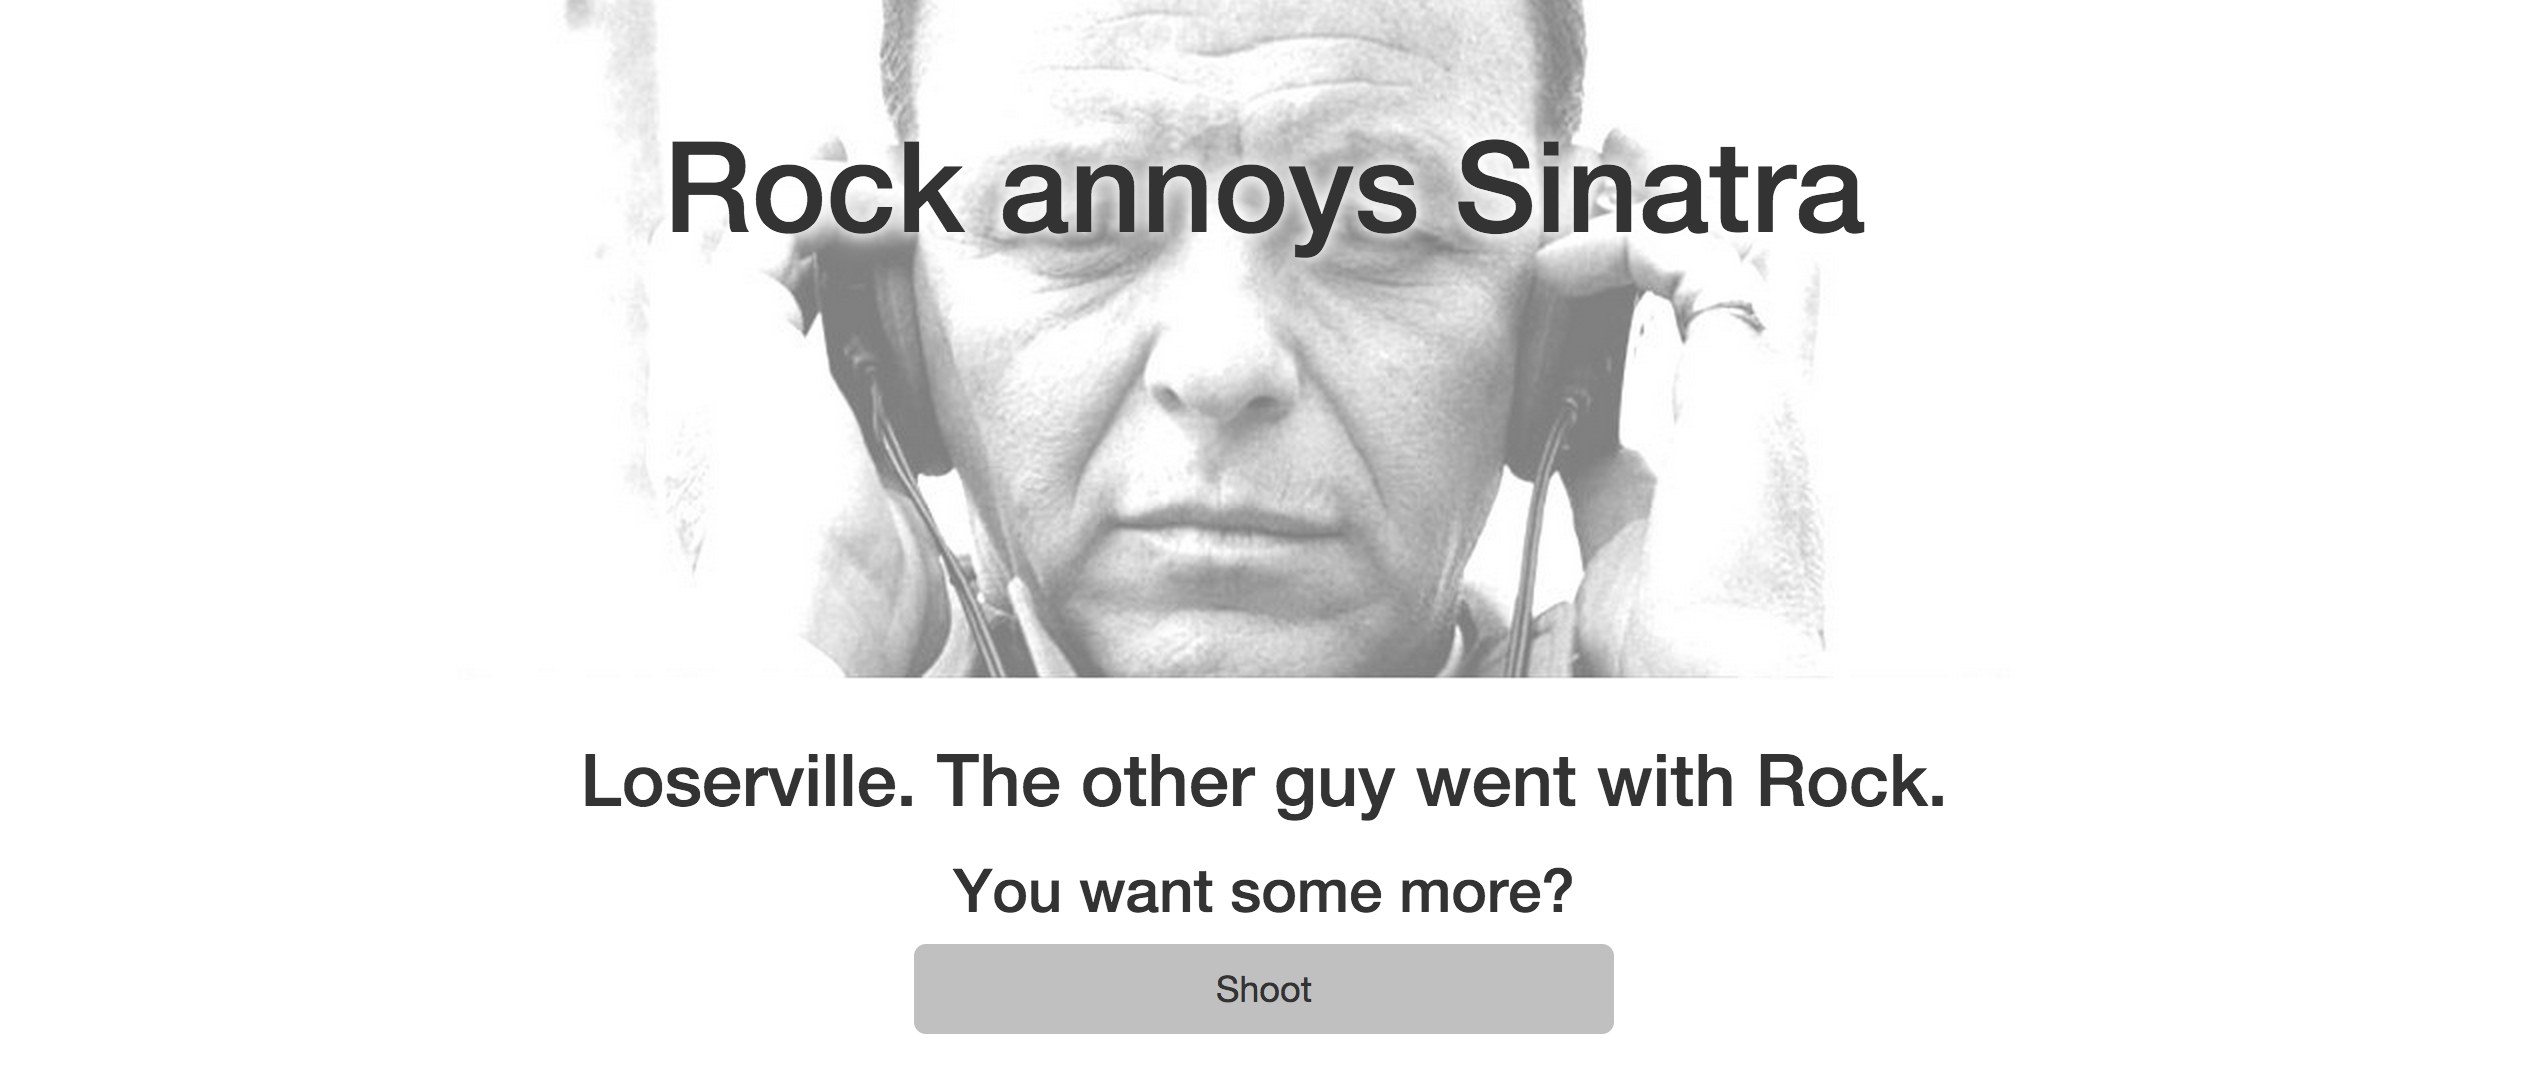 Rock annoys Sinatra
Loserville. The other guy went with Rock.
You want some more?
Shoot